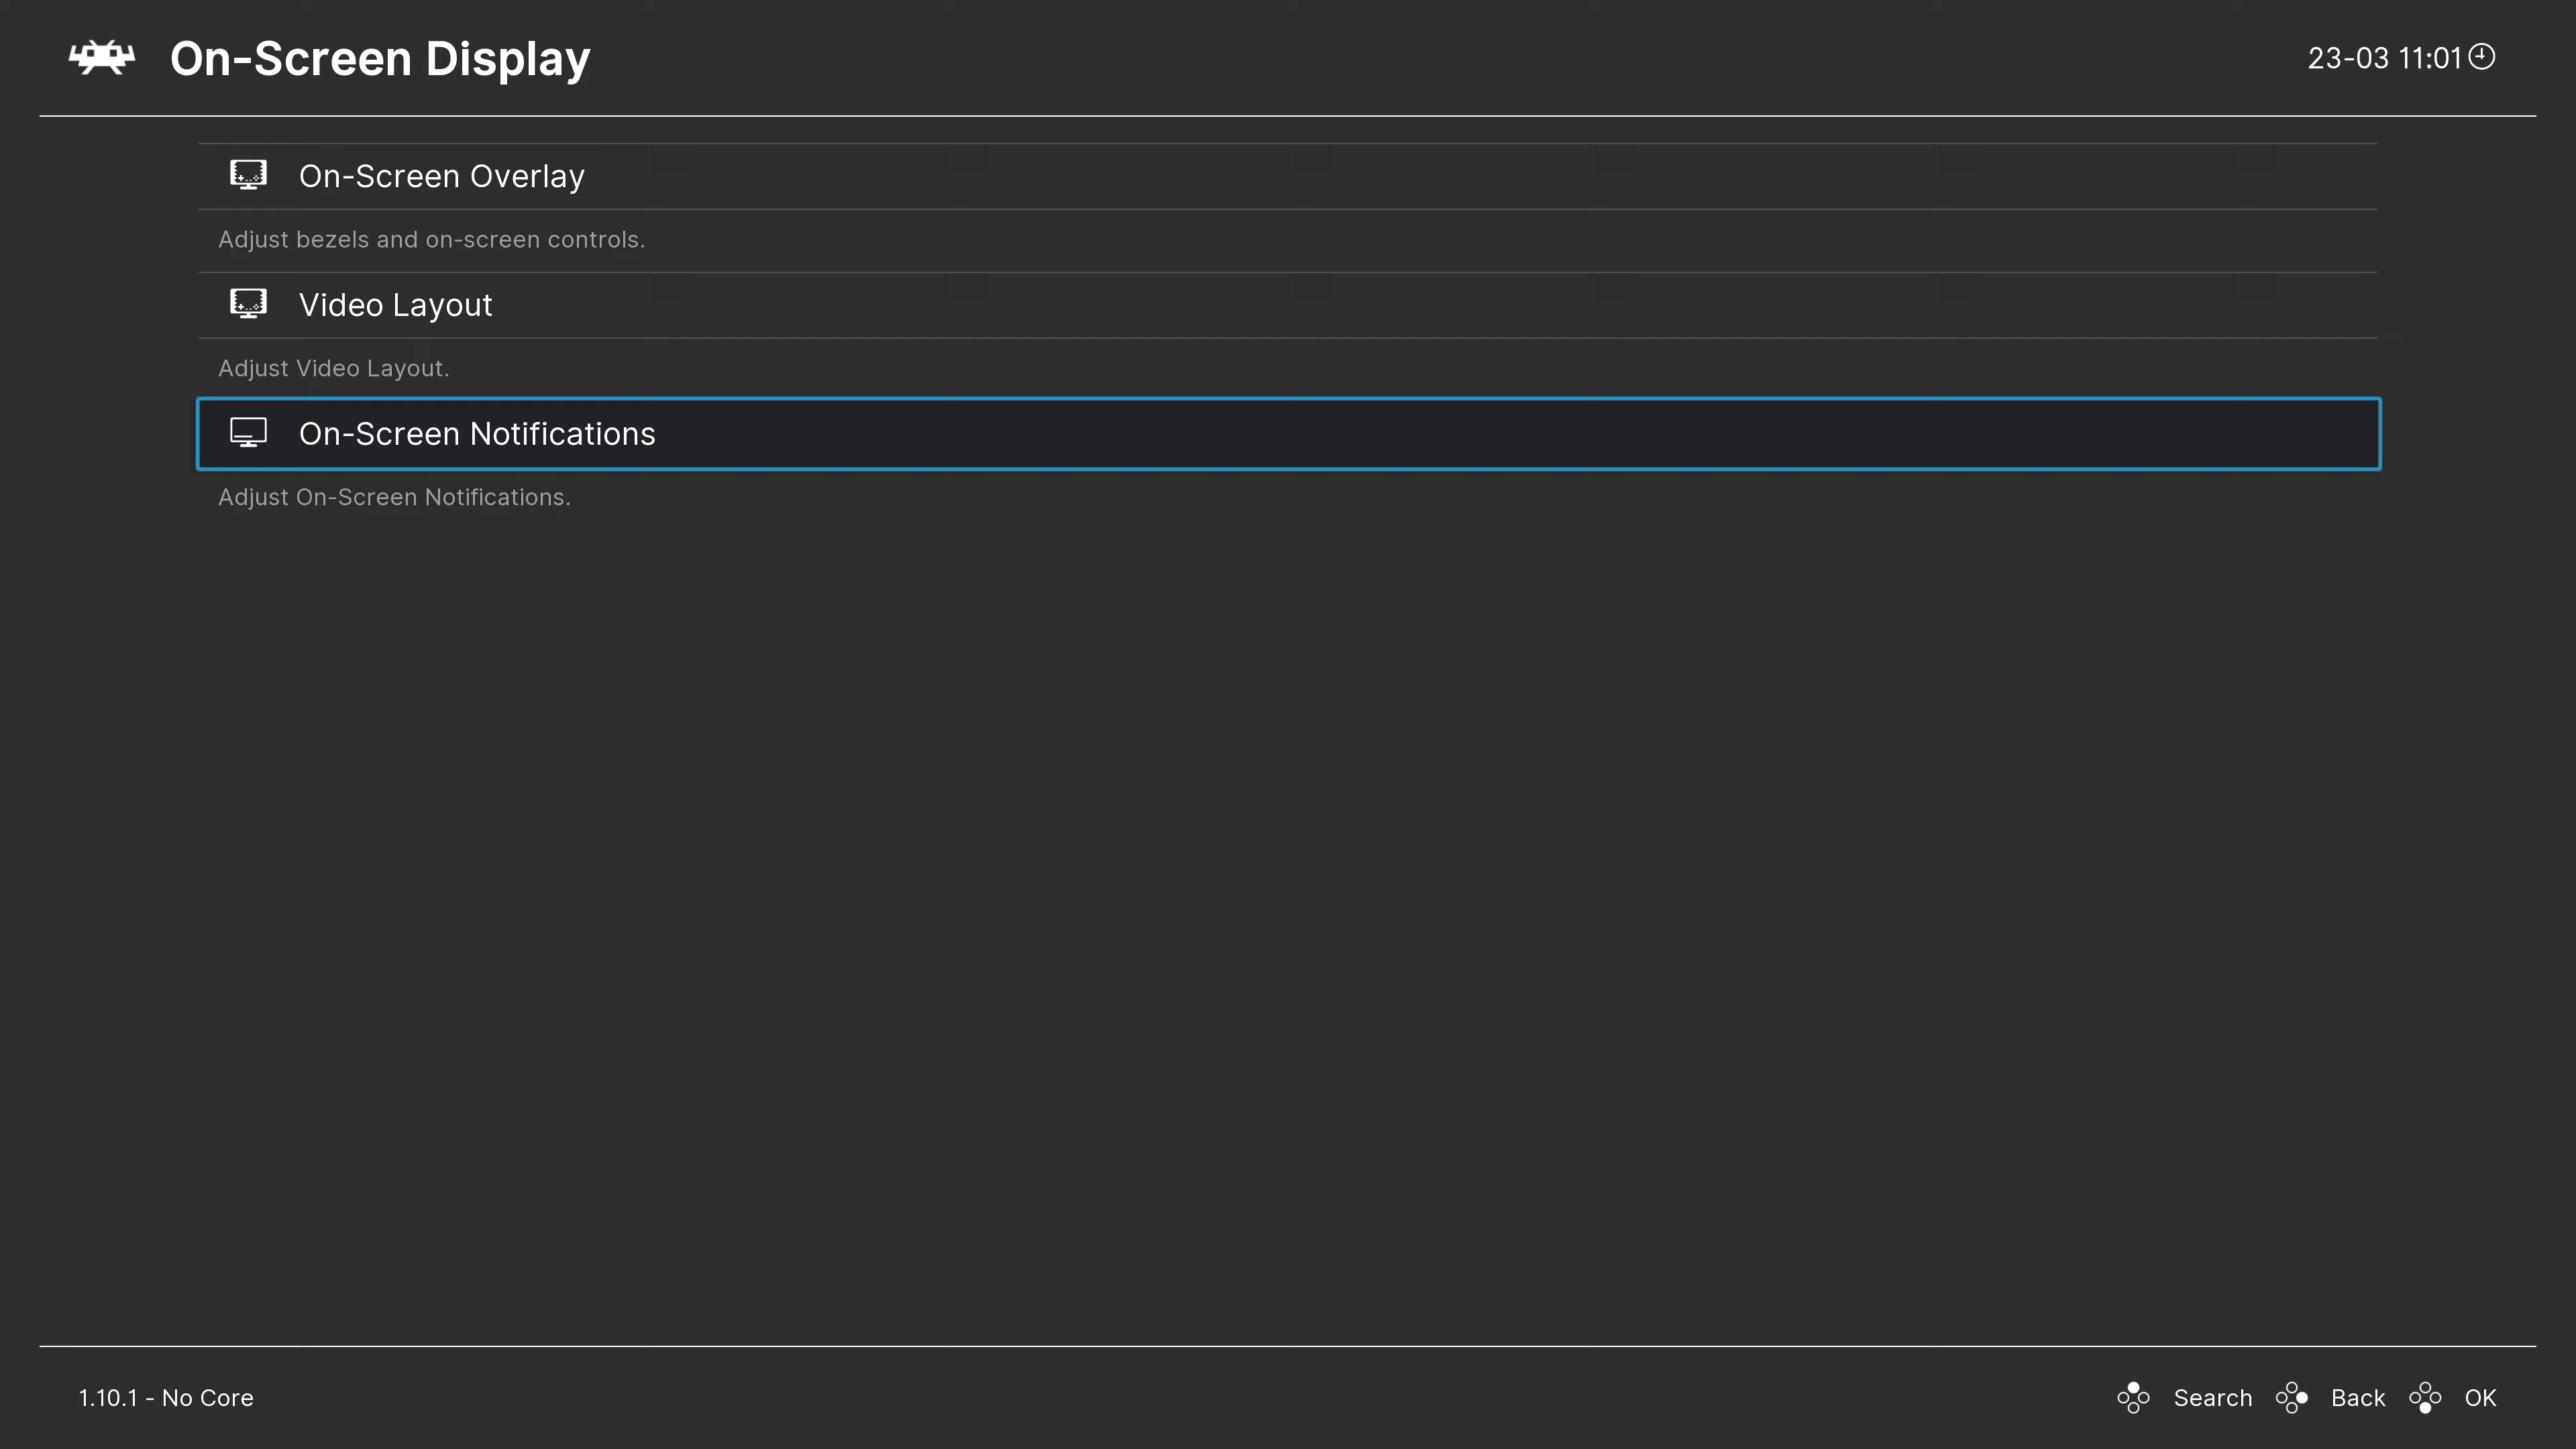 On-Screen Display
23-03 11:01
On-Screen Overlay
Adjust bezels and on-screen controls.
Video Layout
Adjust Video Layout.
On-Screen Notifications
Adjust On-Screen Notifications.
1.10.1 - No Core
Search Back OK